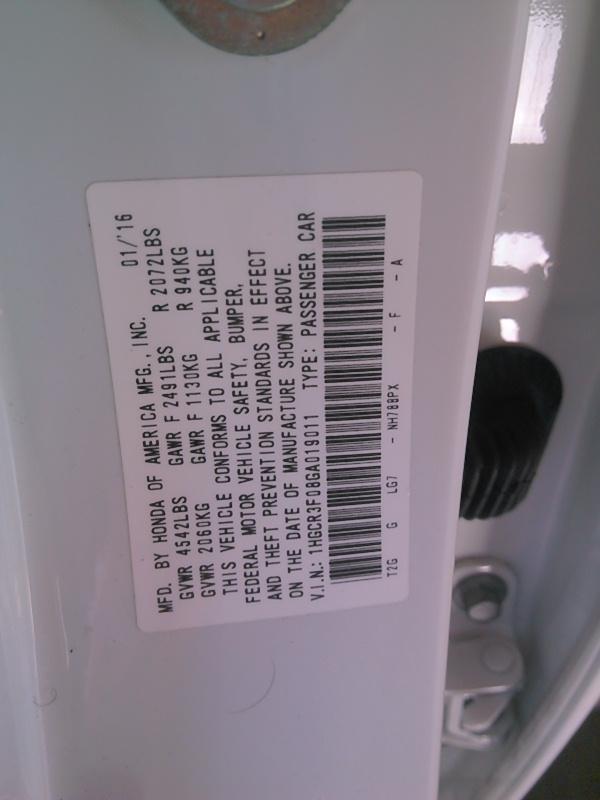 MFD. BY HONDA OF AMERICA MFG., INC. 01/'16
GVWR 4542LBS GAWR F 2491LBS R 2072LBS
GVWR 2060KG GAWR F 1130KG R 940KG
THIS VEHICLE CONFORMS TO ALL APPLICABLE
FEDERAL MOTOR VEHICLE SAFETY, BUMPER,
AND THEFT PREVENTION STANDARDS IN EFFECT
ON THE DATE OF MANUFACTURE SHOWN ABOVE.
V.I.N.: 1HGCR3F08GA019011 TYPE: PASSENGER CAR
T2G G LG7 - NH788PX - F - A